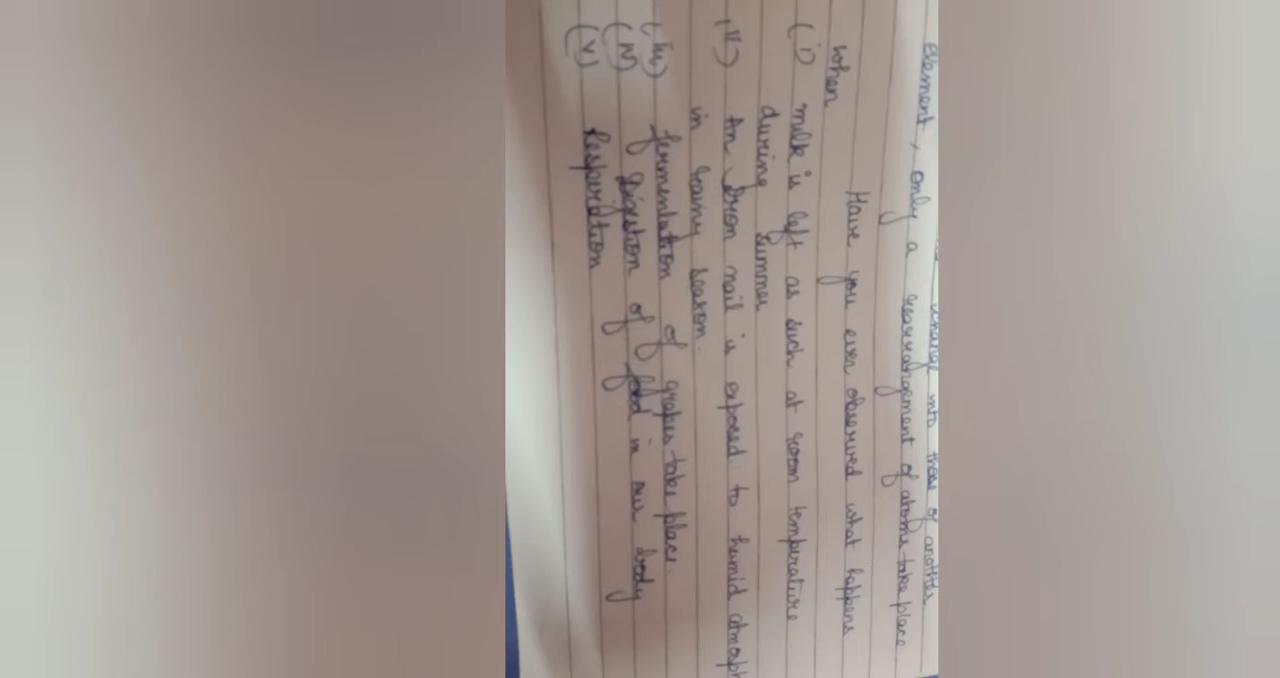 change into those of another
element, only a rearrangement of atoms take place
Have you ever observed what happens
when
(i) milk is left as such at room temperature
during summer
(ii) An Iron nail is exposed to humid atmosph
in rainy season.
(iii) fermentation of grapes take place.
(iv) Digestion of food in our body
(v) Respiration